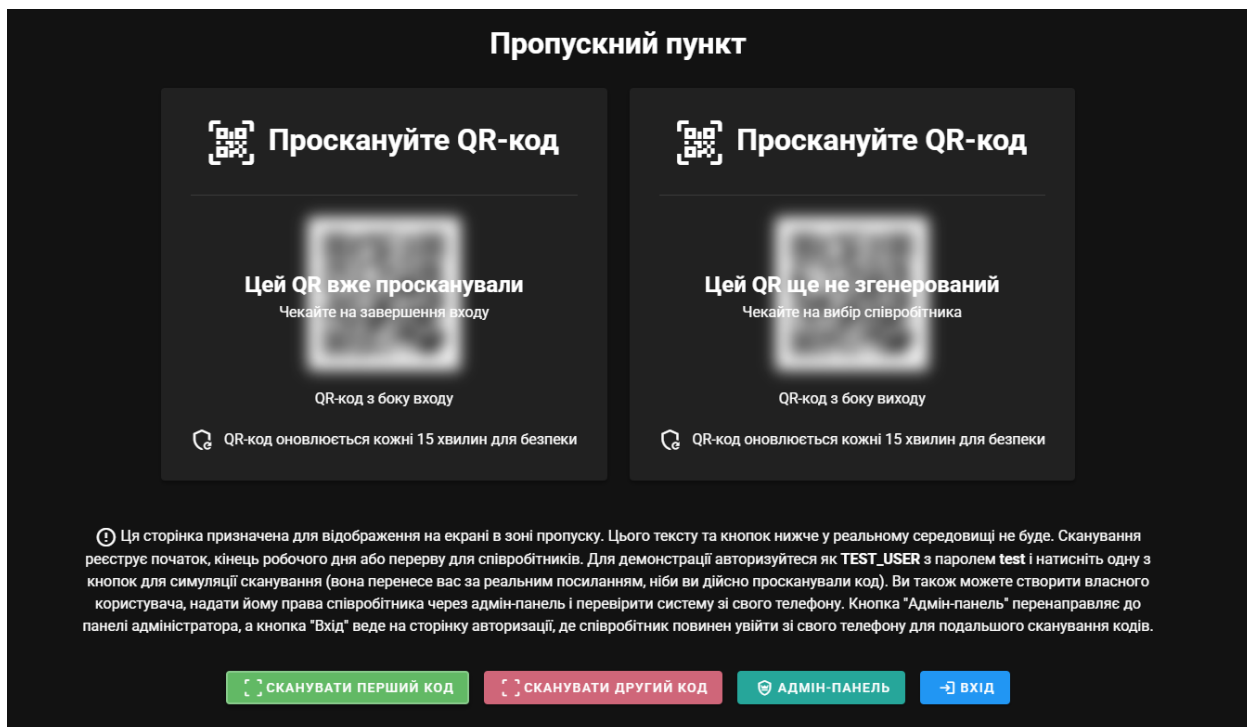 Пропускний пункт
Проскануйте QR-код
Цей QR вже просканували
Чекайте на завершення входу
QR-код з боку входу
QR-код оновлюється кожні 15 хвилин для безпеки
Проскануйте QR-код
Цей QR ще не згенерований
Чекайте на вибір співробітника
QR-код з боку виходу
QR-код оновлюється кожні 15 хвилин для безпеки
Ця сторінка призначена для відображення на екрані в зоні пропуску. Цього тексту та кнопок нижче у реальному середовищі не буде. Сканування
реєструє початок, кінець робочого дня або перерву для співробітників. Для демонстрації авторизуйтеся як TEST_USER з паролем test і натисніть одну з
кнопок для симуляції сканування (вона перенесе вас за реальним посиланням, ніби ви дійсно просканували код). Ви також можете створити власного
користувача, надати йому права співробітника через адмін-панель і перевірити систему зі свого телефону. Кнопка "Адмін-панель" перенаправляє до
панелі адміністратора, а кнопка "Вхід" веде на сторінку авторизації, де співробітник повинен увійти зі свого телефону для подальшого сканування кодів.
СКАНУВАТИ ПЕРШИЙ КОД
СКАНУВАТИ ДРУГИЙ КОД
АДМІН-ПАНЕЛЬ
ВХІД